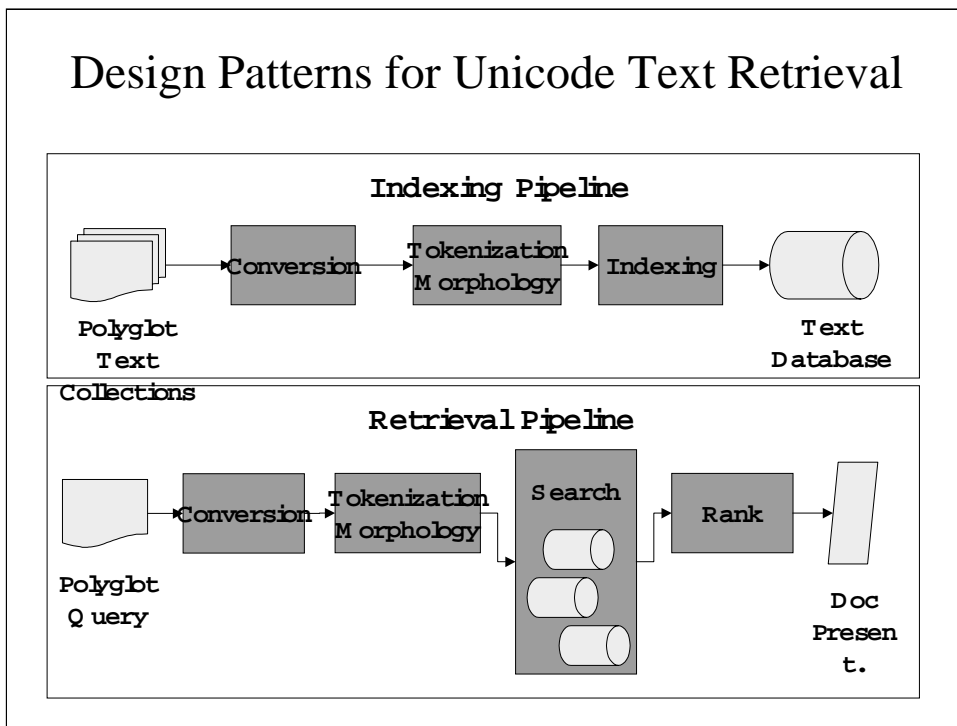 Design Patterns for Unicode Text Retrieval
Indexing Pipeline
Polyglot
Text
Collections
Conversion
Tokenization
Morphology
Indexing
Text
Database
Retrieval Pipeline
Polyglot
Query
Conversion
Tokenization
Morphology
Search
Rank
Doc
Presen
t.